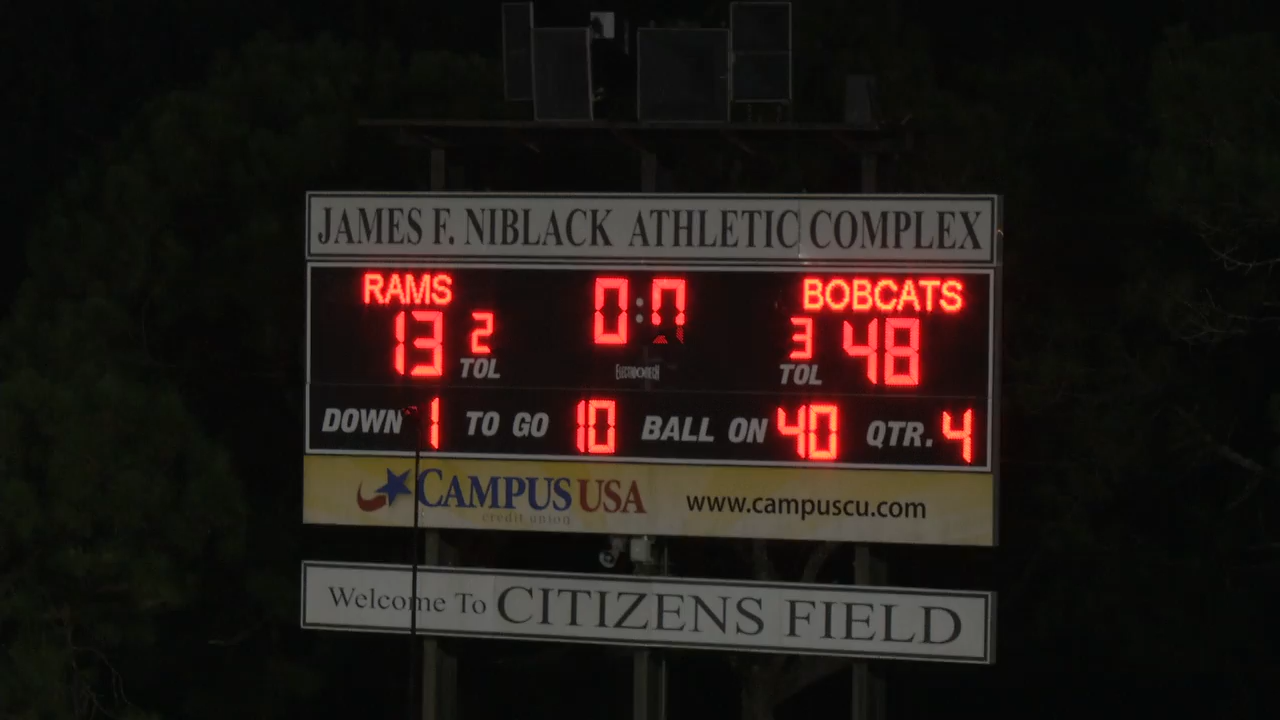 JAMES F. NIBLACK ATHLETIC COMPLEX
RAMS 0:0 BOBCATS
13 2 3 48
TOL TOL
DOWN 1 TO GO 10 BALL ON 40 QTR. 4
CAMPUS USA www.campuscu.com
credit union
Welcome To CITIZENS FIELD